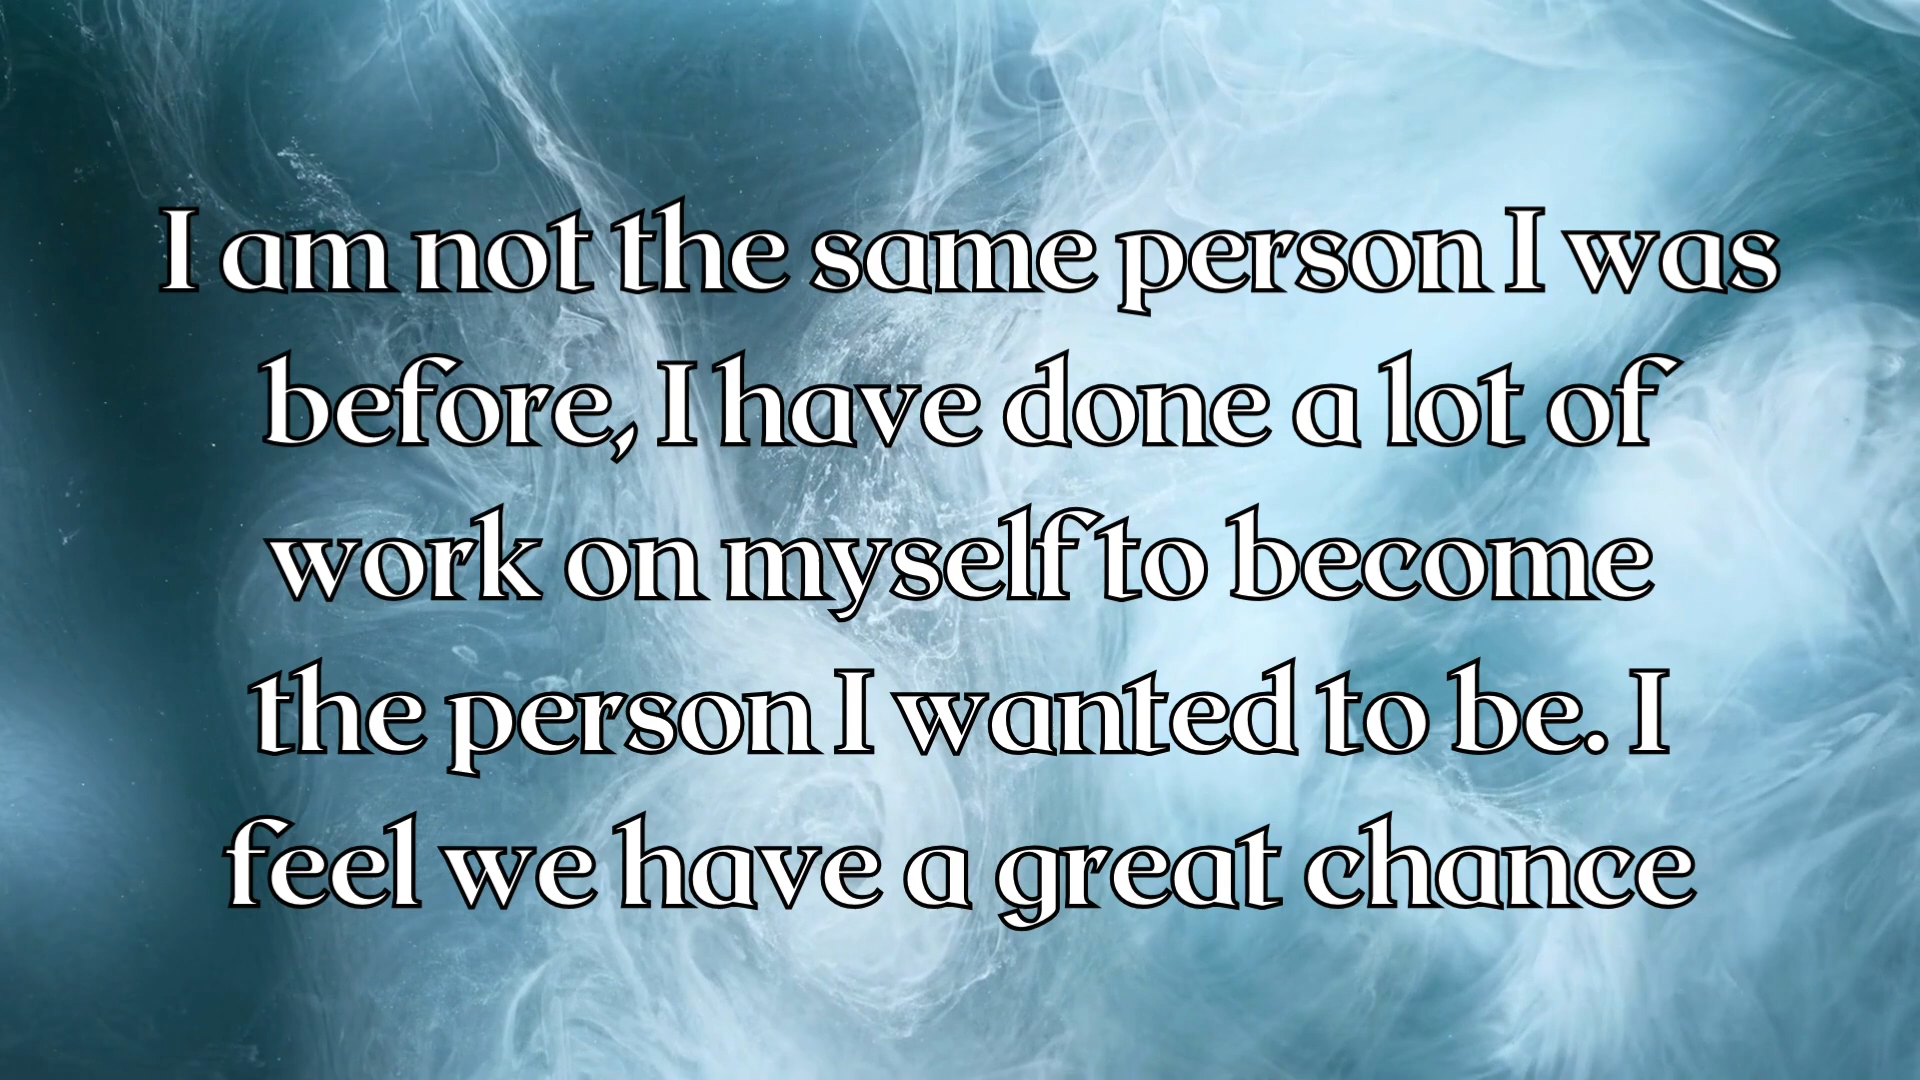 I am not the same person I was
before, I have done a lot of
work on myself to become
the person I wanted to be. I
feel we have a great chance